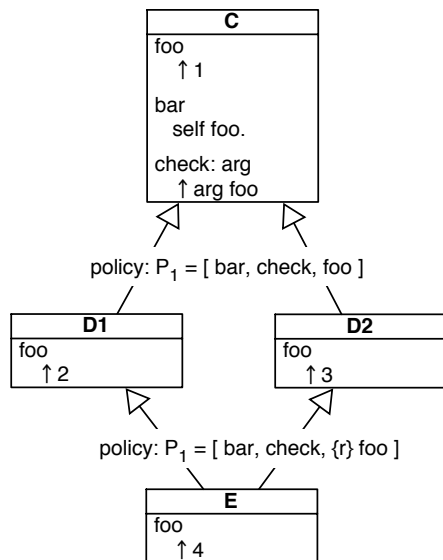 C
foo
↑ 1
bar
self foo.
check: arg
↑ arg foo
policy: P₁ = [ bar, check, foo ]
D1
foo
↑ 2
D2
foo
↑ 3
policy: P₁ = [ bar, check, {r} foo ]
E
foo
↑ 4